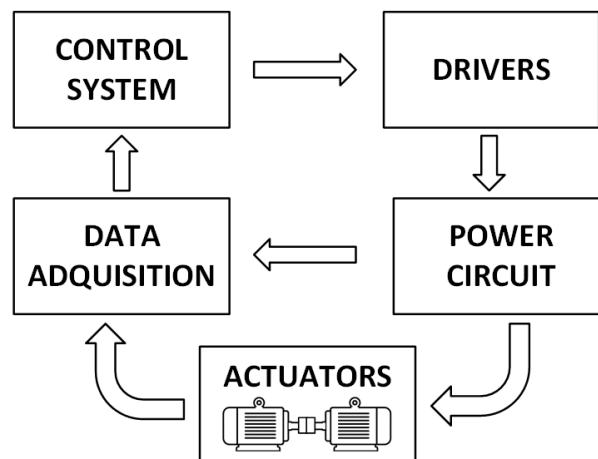 CONTROL
SYSTEM
DRIVERS
DATA
ADQUISITION
POWER
CIRCUIT
ACTUATORS